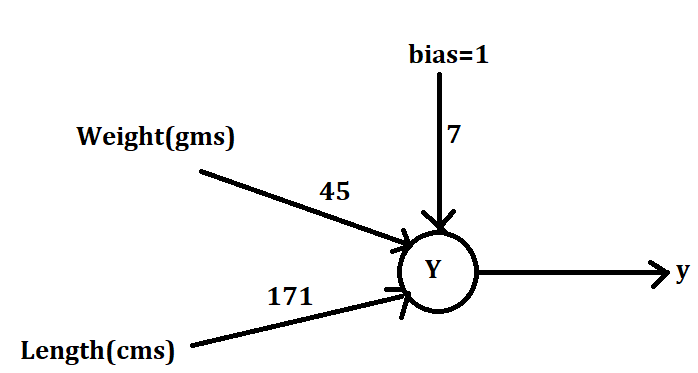 bias=1
7
Weight(gms)
45
Y
y
171
Length(cms)